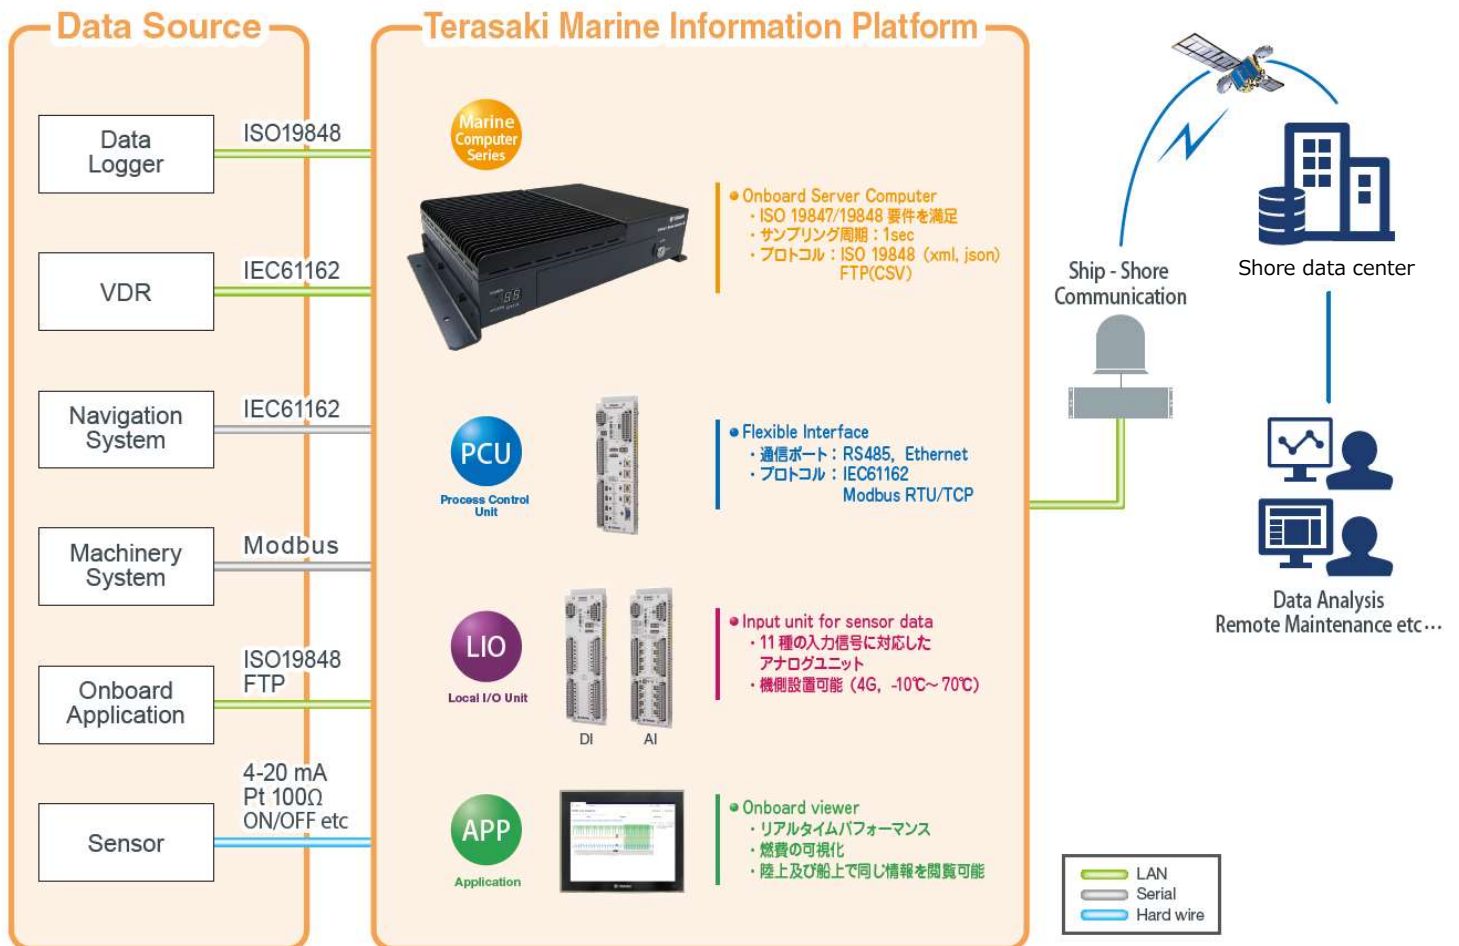 Data Source
Data
Logger
ISO19848
VDR
IEC61162
Navigation
System
IEC61162
Machinery
System
Modbus
Onboard
Application
ISO19848
FTP
Sensor
4-20 mA
Pt 100Ω
ON/OFF etc
Terasaki Marine Information Platform
Marine
Computer
Series
● Onboard Server Computer
・ISO 19847/19848 要件を満足
・サンプリング周期：1sec
・プロトコル：ISO 19848 (xml, json)
FTP(CSV)
PCU
Process Control
Unit
● Flexible Interface
・通信ポート：RS485, Ethernet
・プロトコル：IEC61162
Modbus RTU/TCP
LIO
Local I/O Unit
DI
AI
● Input unit for sensor data
・11 種の入力信号に対応した
アナログユニット
・機側設置可能（4G, -10℃～ 70℃）
APP
Application
● Onboard viewer
・リアルタイムパフォーマンス
・燃費の可視化
・陸上及び船上で同じ情報を閲覧可能
Ship - Shore
Communication
Shore data center
Data Analysis
Remote Maintenance etc…
LAN
Serial
Hard wire